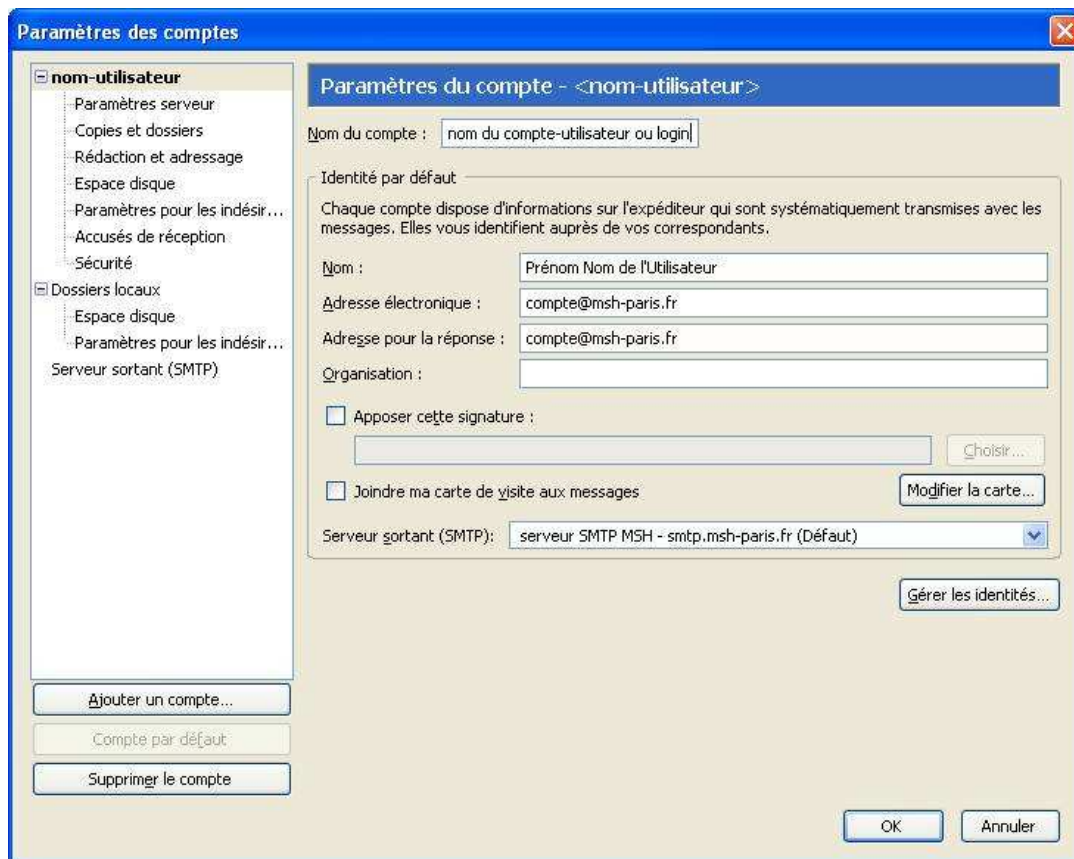 Paramètres des comptes
nom-utilisateur
Paramètres serveur
Copies et dossiers
Rédaction et adressage
Espace disque
Paramètres pour les indésir...
Accusés de réception
Sécurité
Dossiers locaux
Espace disque
Paramètres pour les indésir...
Serveur sortant (SMTP)
Ajouter un compte...
Compte par défaut
Supprimer le compte
Paramètres du compte - <nom-utilisateur>
Nom du compte : nom du compte-utilisateur ou login
Identité par défaut
Chaque compte dispose d'informations sur l'expéditeur qui sont systématiquement transmises avec les
messages. Elles vous identifient auprès de vos correspondants.
Nom : Prénom Nom de l'Utilisateur
Adresse électronique : compte@msh-paris.fr
Adresse pour la réponse : compte@msh-paris.fr
Organisation :
Apposer cette signature :
Choisir...
Joindre ma carte de visite aux messages Modifier la carte...
Serveur sortant (SMTP): serveur SMTP MSH - smtp.msh-paris.fr (Défaut)
Gérer les identités...
OK Annuler